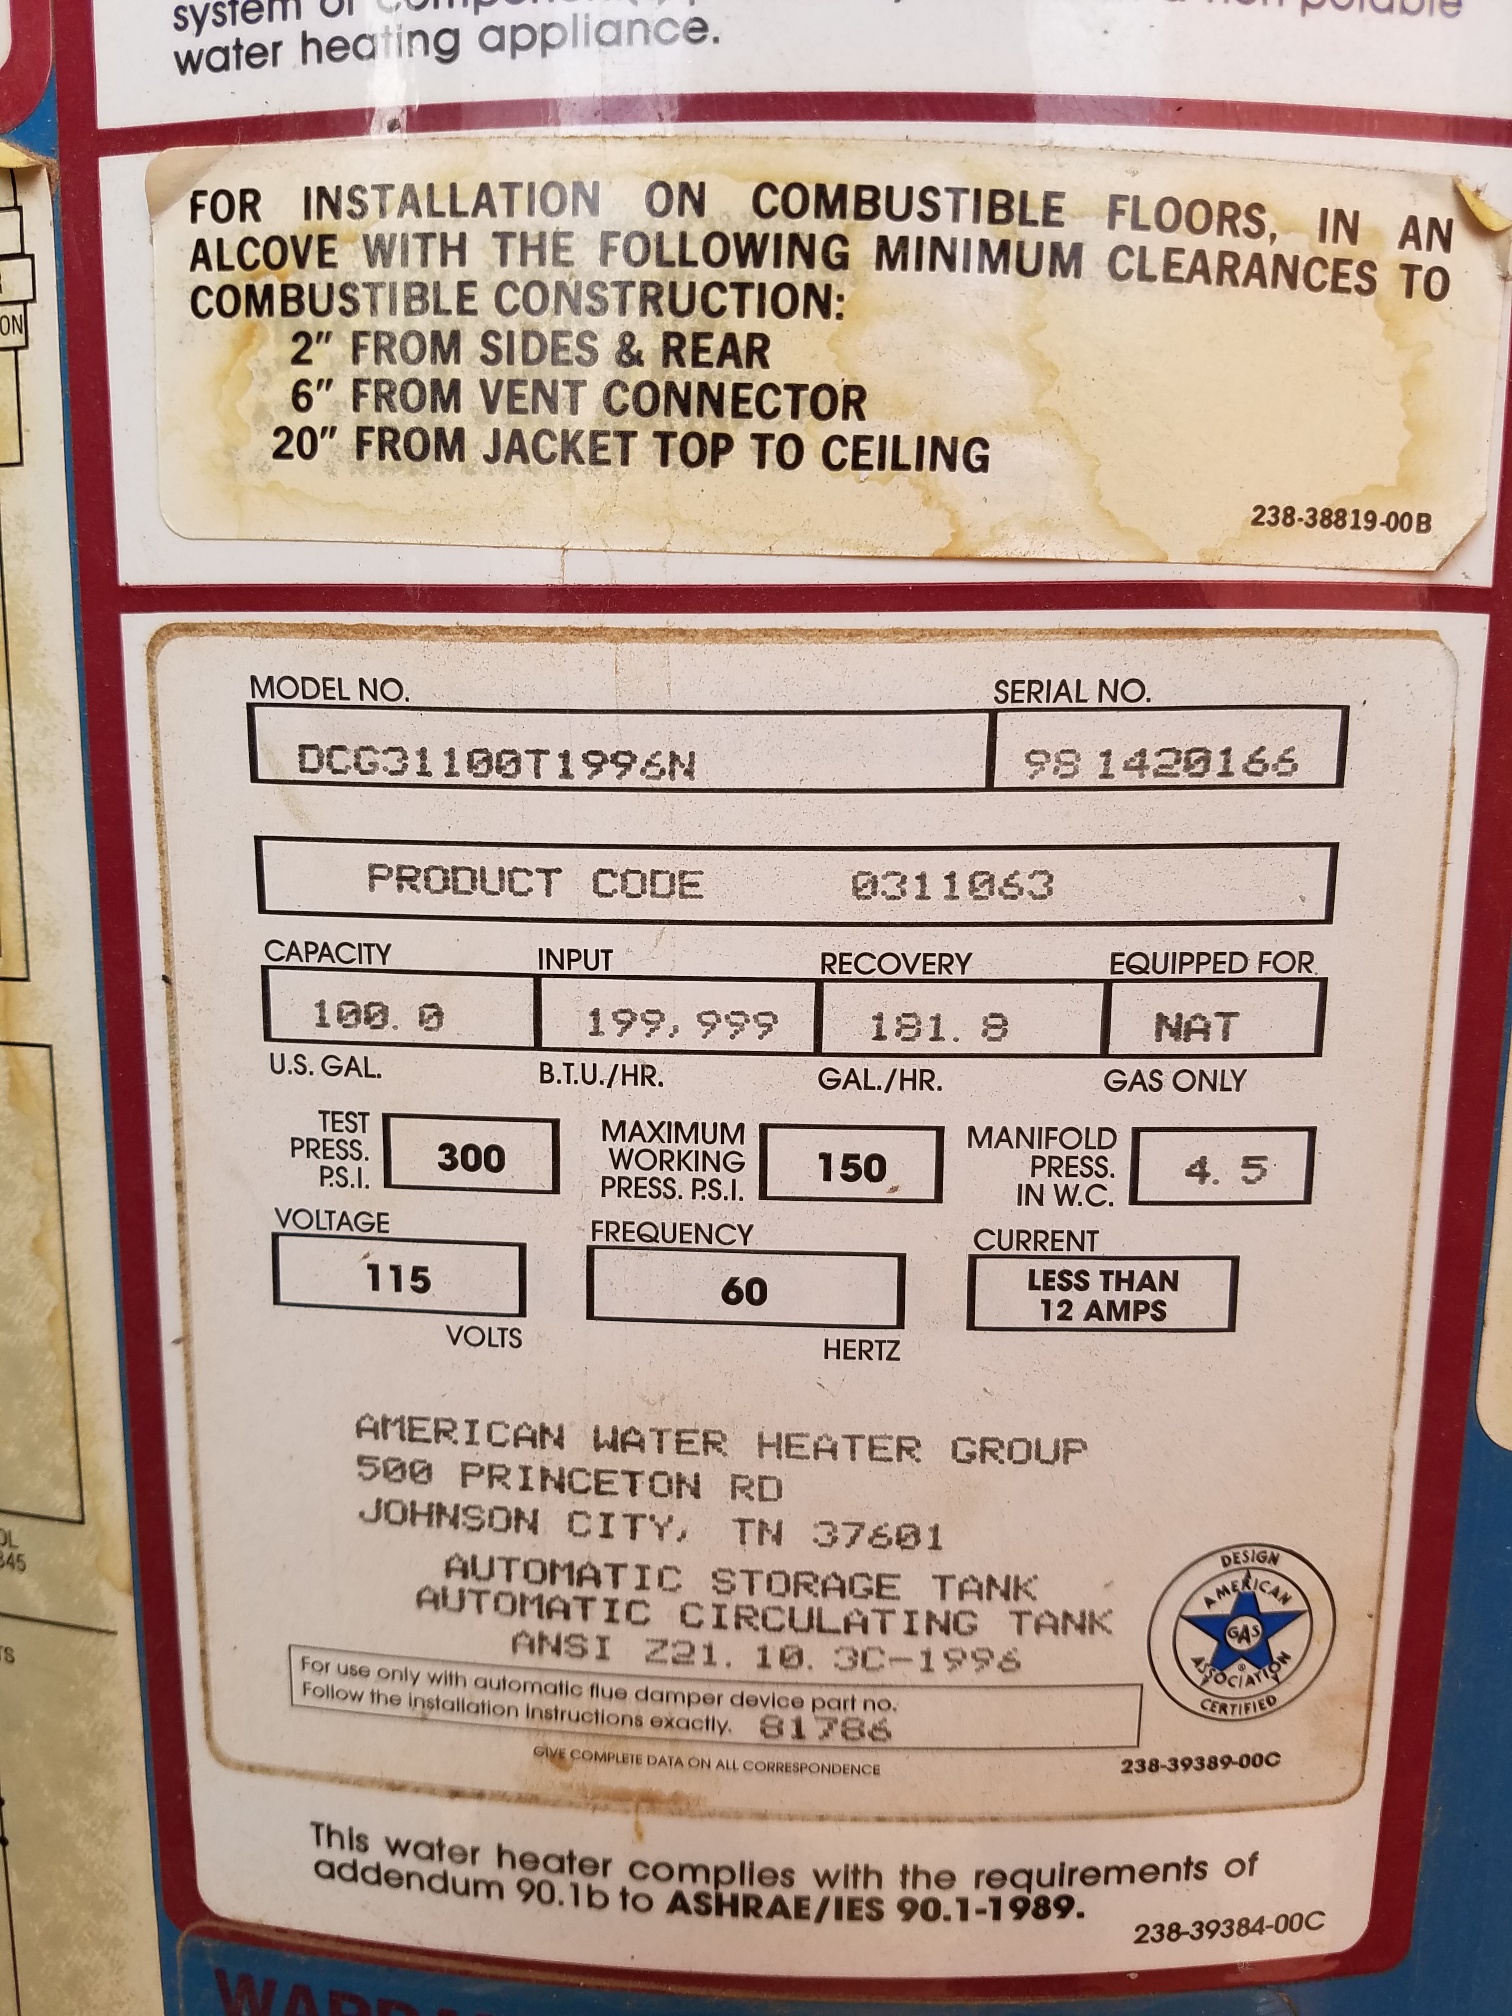 system or
water heating appliance.
FOR INSTALLATION ON COMBUSTIBLE FLOORS, IN AN
ALCOVE WITH THE FOLLOWING MINIMUM CLEARANCES TO
COMBUSTIBLE CONSTRUCTION:
2" FROM SIDES & REAR
6" FROM VENT CONNECTOR
20" FROM JACKET TOP TO CEILING
238-38819-00B
MODEL NO. SERIAL NO.
DCG31100T1996N 98 1420166
PRODUCT CODE 0311063
CAPACITY INPUT RECOVERY EQUIPPED FOR
100.0 199,999 181.8 NAT
U.S. GAL. B.T.U./HR. GAL./HR. GAS ONLY
TEST PRESS. P.S.I. 300 MAXIMUM WORKING PRESS. P.S.I. 150 MANIFOLD PRESS. IN W.C. 4.5
VOLTAGE FREQUENCY CURRENT
115 60 LESS THAN 12 AMPS
VOLTS HERTZ
AMERICAN WATER HEATER GROUP
500 PRINCETON RD
JOHNSON CITY, TN 37601
AUTOMATIC STORAGE TANK
AUTOMATIC CIRCULATING TANK
ANSI Z21.10.3C-1996
DESIGN
AMERICAN
GAS
ASSOCIATION
®
CERTIFIED
For use only with automatic flue damper device part no.
Follow the installation instructions exactly. 81786
GIVE COMPLETE DATA ON ALL CORRESPONDENCE
238-39389-00C
This water heater complies with the requirements of
addendum 90.1b to ASHRAE/IES 90.1-1989.
238-39384-00C